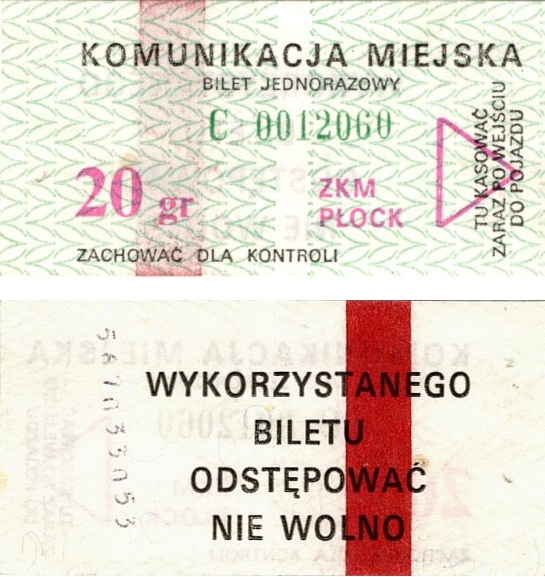 KOMUNIKACJA MIEJSKA
BILET JEDNORAZOWY
C 0012060
20 gr
ZKM
PŁOCK
TU KASOWAĆ
ZARAZ PO WEJŚCIU
DO POJAZDU
ZACHOWAĆ DLA KONTROLI
WYKORZYSTANEGO
BILETU
ODSTĘPOWAĆ
NIE WOLNO